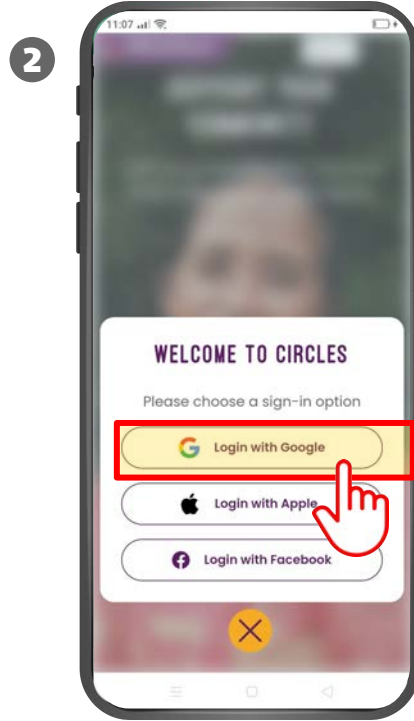 2
11:07
WELCOME TO CIRCLES
Please choose a sign-in option
Login with Google
Login with Apple
Login with Facebook